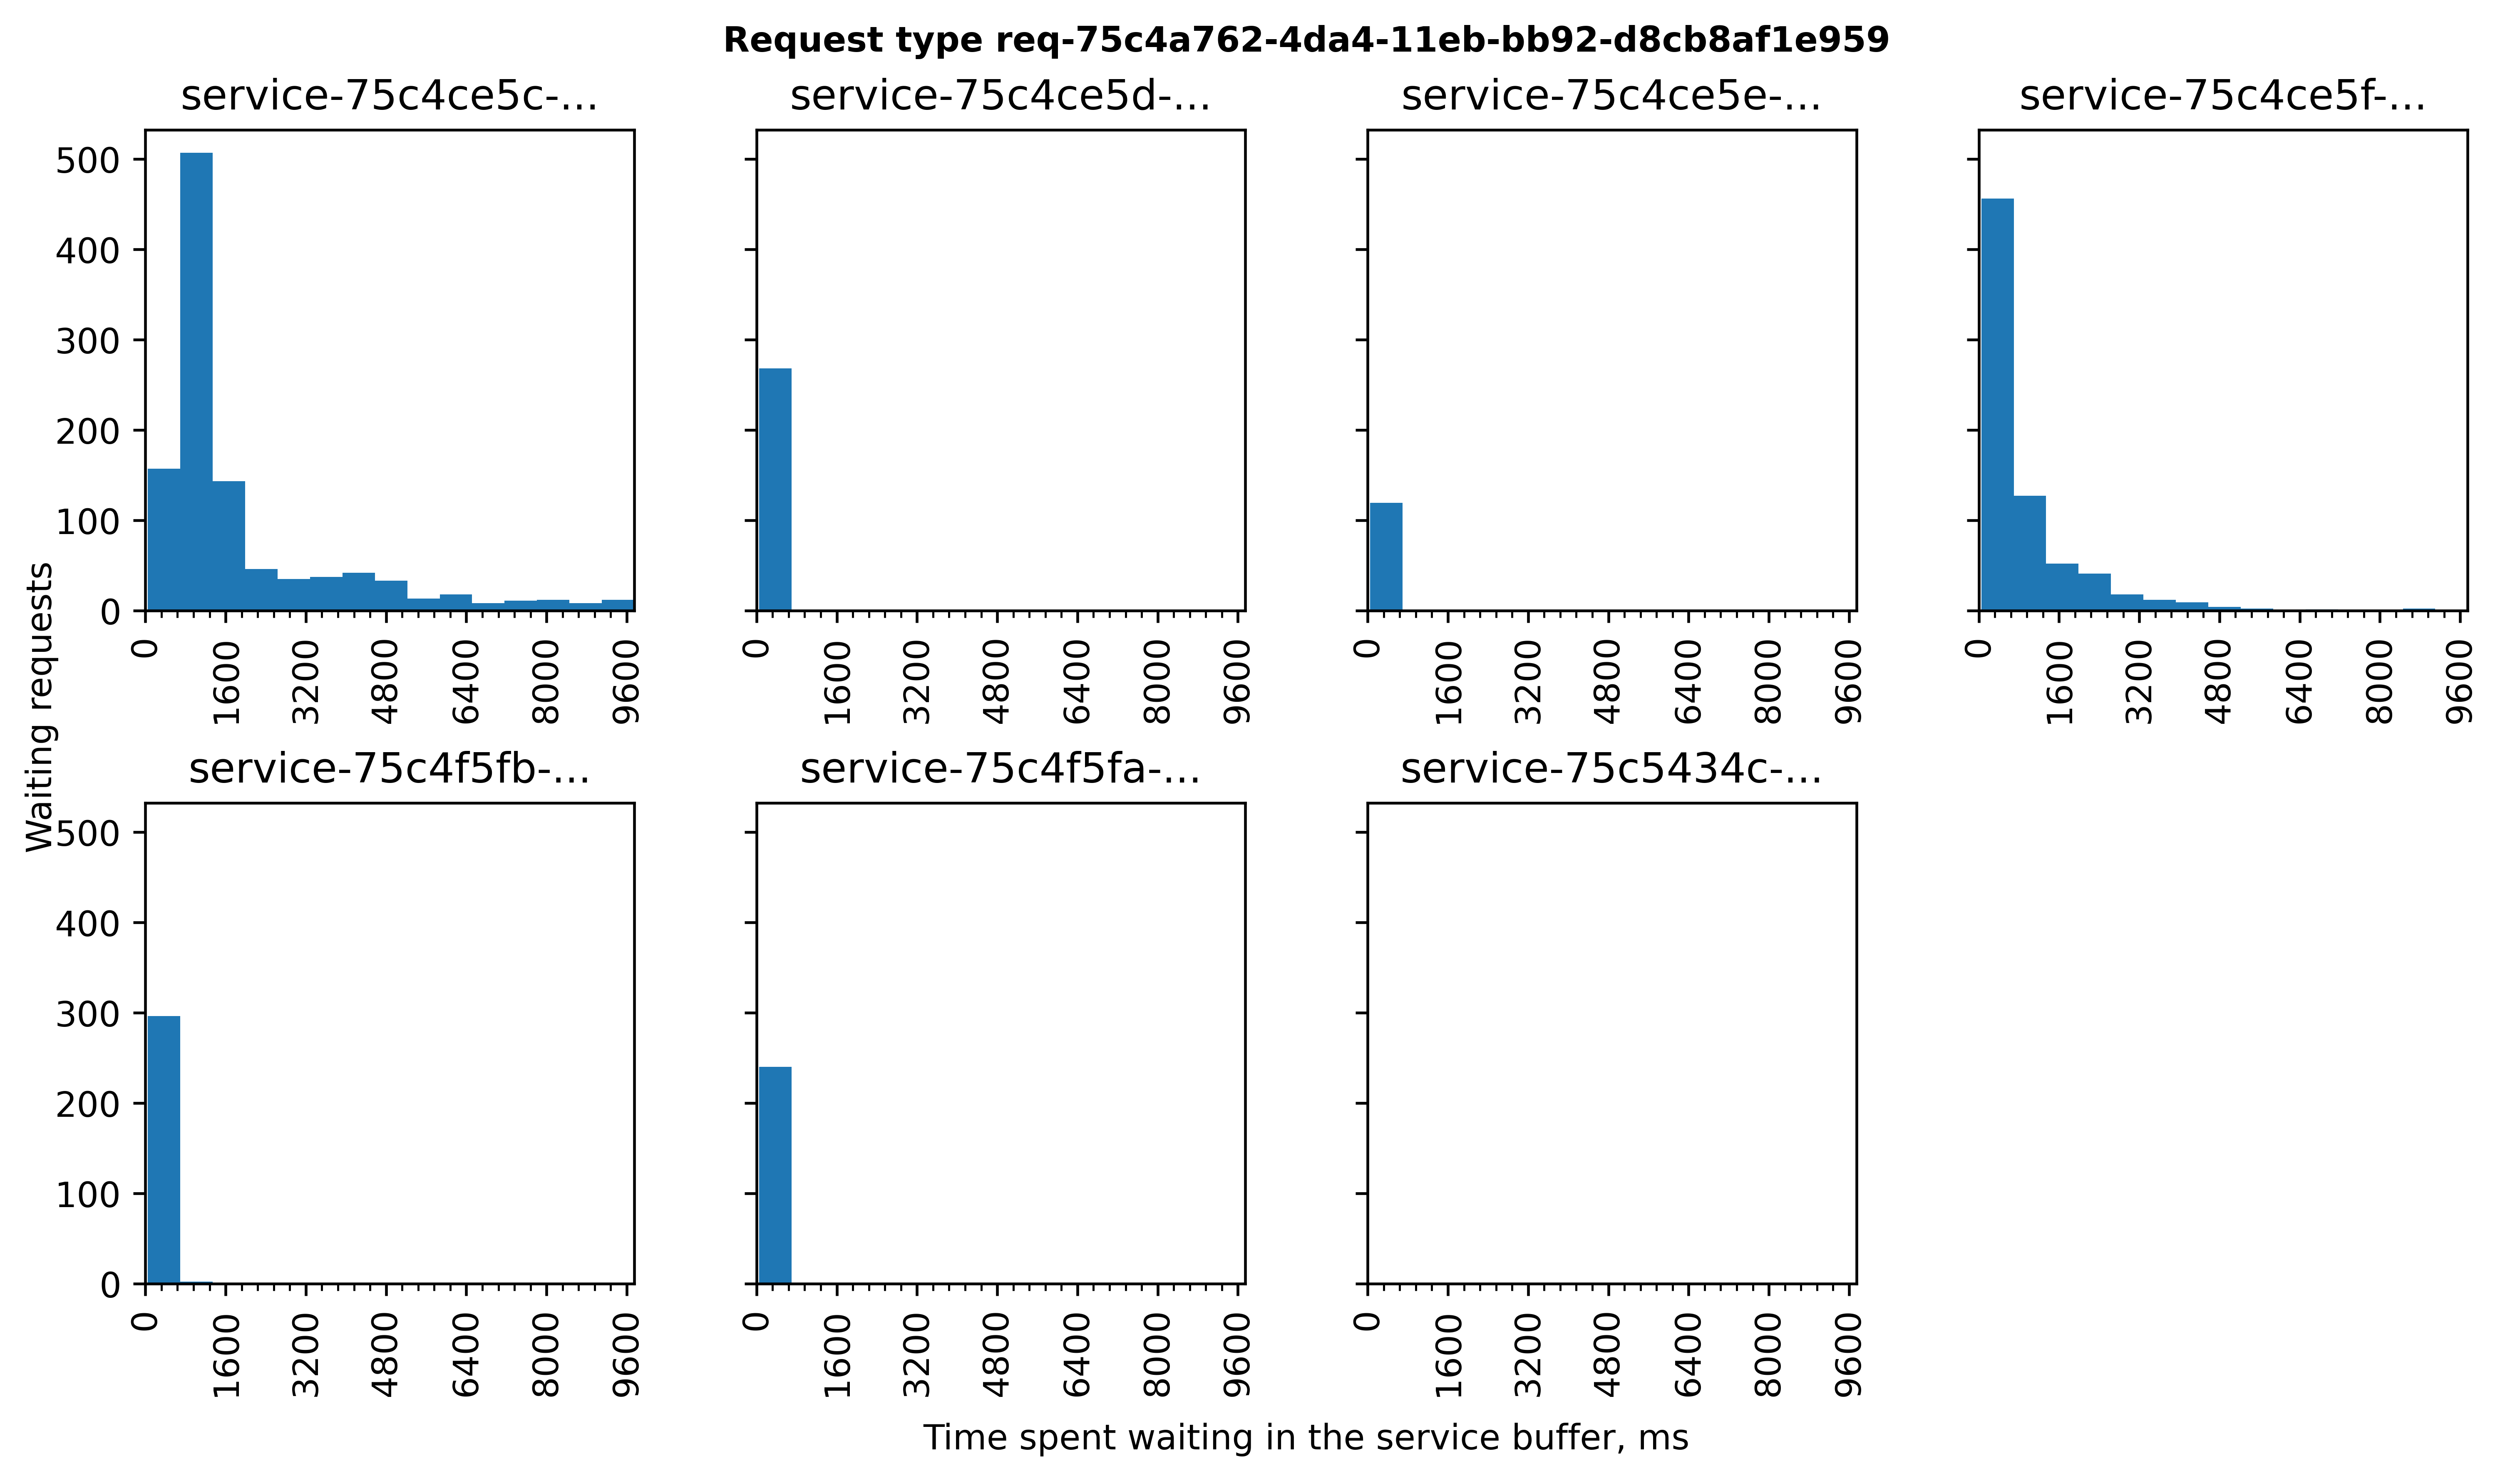 Request type req-75c4a762-4da4-11eb-bb92-d8cb8af1e959
service-75c4ce5c-...
service-75c4ce5d-...
service-75c4ce5e-...
service-75c4ce5f-...
500
400
300
200
100
0
0 1600 3200 4800 6400 8000 9600
0 1600 3200 4800 6400 8000 9600
0 1600 3200 4800 6400 8000 9600
0 1600 3200 4800 6400 8000 9600
Waiting requests
service-75c4f5fb-...
service-75c4f5fa-...
service-75c5434c-...
500
400
300
200
100
0
0 1600 3200 4800 6400 8000 9600
0 1600 3200 4800 6400 8000 9600
0 1600 3200 4800 6400 8000 9600
Time spent waiting in the service buffer, ms